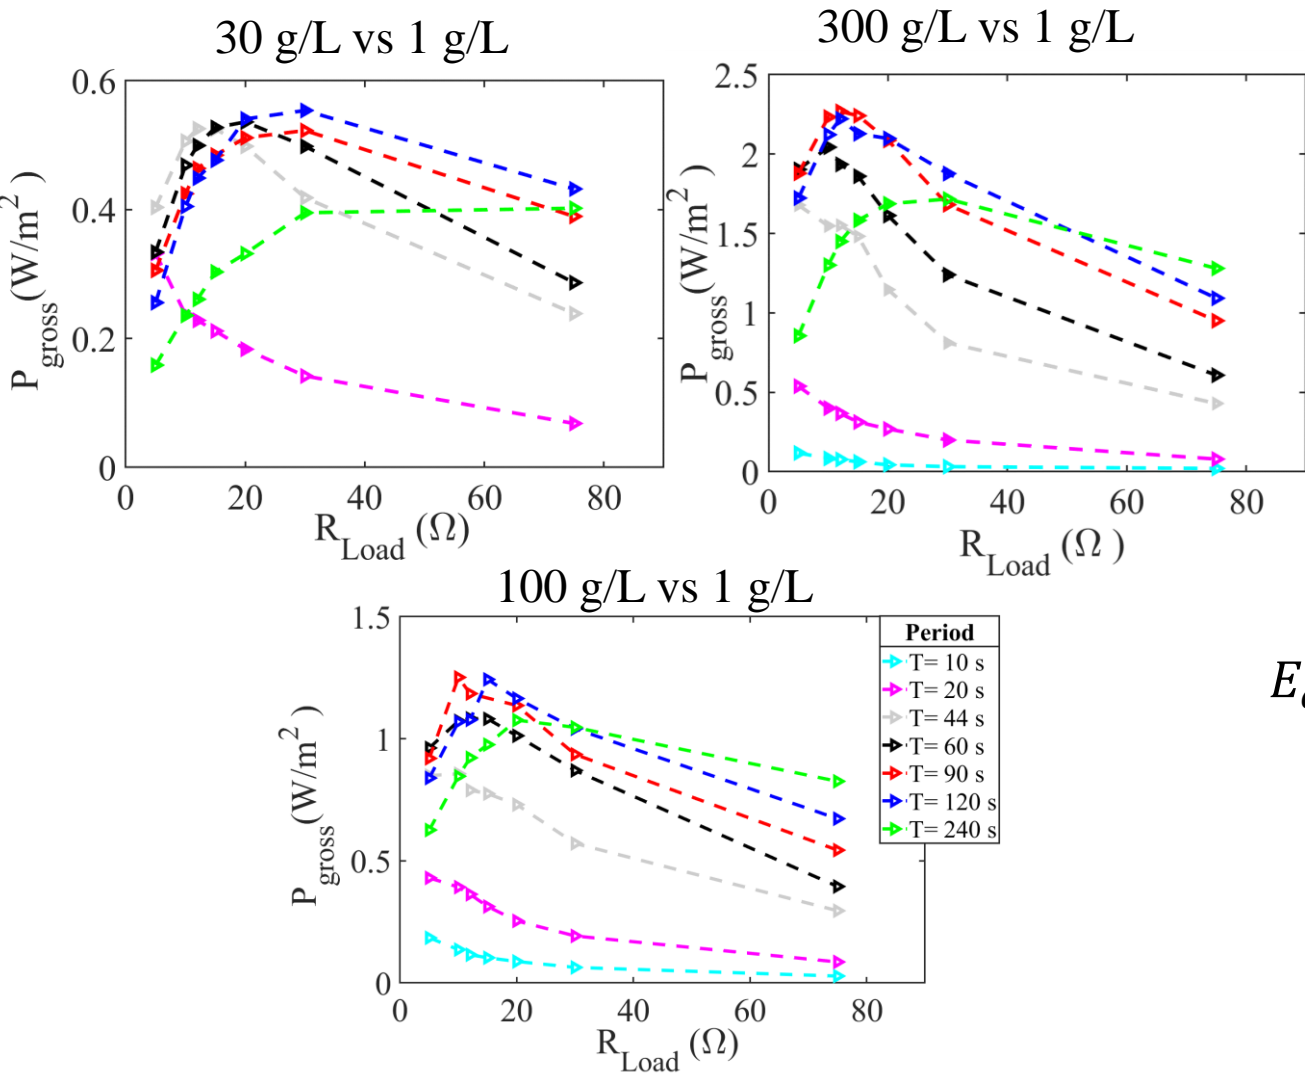 30 g/L vs 1 g/L
0.6
0.4
0.2
0
0 20 40 60 80
P gross (W/m2)
RLoad (Ω)
300 g/L vs 1 g/L
2.5
2
1.5
1
0.5
0
0 20 40 60 80
P gross (W/m2)
RLoad (Ω )
100 g/L vs 1 g/L
1.5
1
0.5
0
0 20 40 60 80
P gross (W/m2 )
RLoad (Ω)
Period
T= 10 s
T= 20 s
T= 44 s
T= 60 s
T= 90 s
T= 120 s
T= 240 s
E